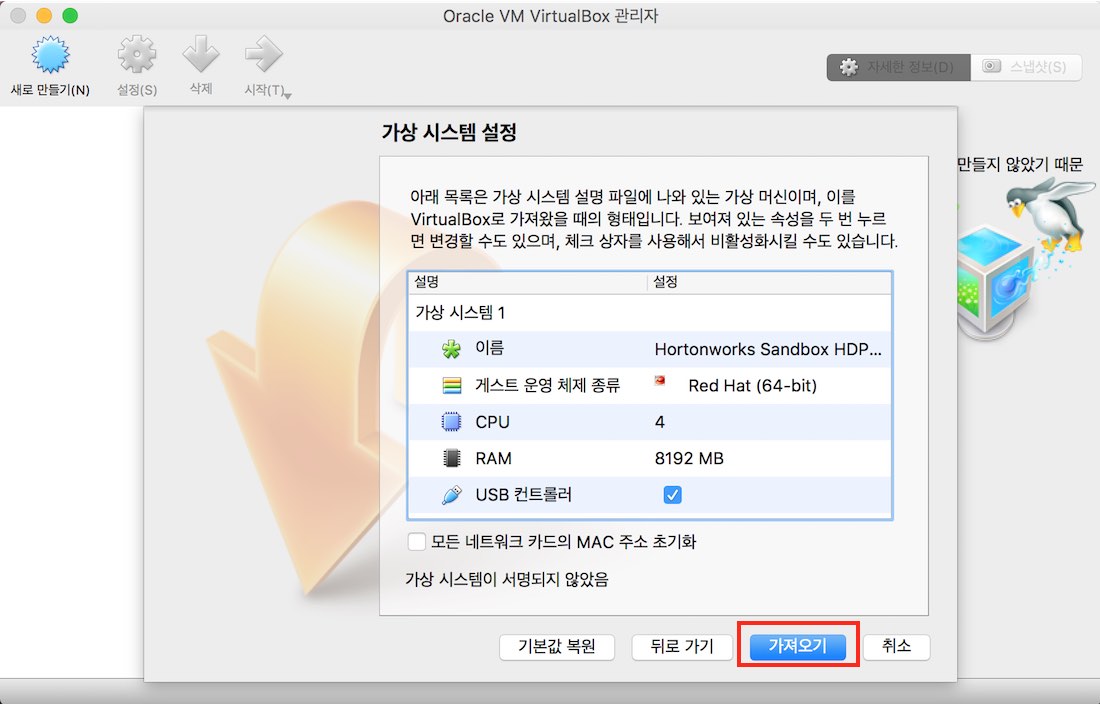 Oracle VM VirtualBox 관리자
새로 만들기(N)
설정(S)
삭제
시작(T)
자세한 정보(D)
스냅샷(S)
만들지 않았기 때문
가상 시스템 설정
아래 목록은 가상 시스템 설명 파일에 나와 있는 가상 머신이며, 이를
VirtualBox로 가져왔을 때의 형태입니다. 보여져 있는 속성을 두 번 누르
면 변경할 수도 있으며, 체크 상자를 사용해서 비활성화시킬 수도 있습니다.
설명 설정
가상 시스템 1
이름 Hortonworks Sandbox HDP...
게스트 운영 체제 종류 Red Hat (64-bit)
CPU 4
RAM 8192 MB
USB 컨트롤러
모든 네트워크 카드의 MAC 주소 초기화
가상 시스템이 서명되지 않았음
기본값 복원
뒤로 가기
가져오기
취소